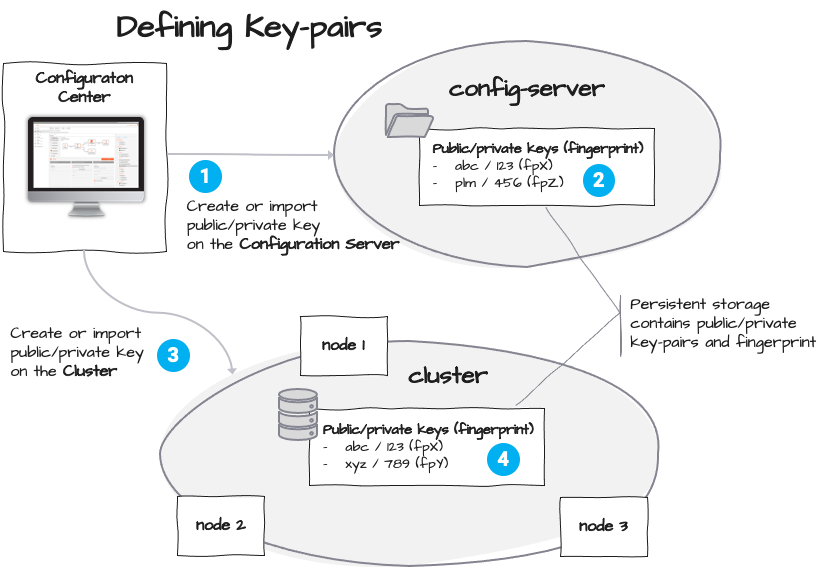 Defining Key-pairs
Configuraton
Center
config-server
Public/private keys (fingerprint)
- abc / 123 (fpX)
- plm / 456 (fpZ)
2
1
Create or import
public/private key
on the Configuration Server
Persistent storage
contains public/private
key-pairs and fingerprint
Create or import
public/private key
on the Cluster
3
node 1
cluster
Public/private keys (fingerprint)
- abc / 123 (fpX)
- xyz / 789 (fpY)
4
node 2
node 3